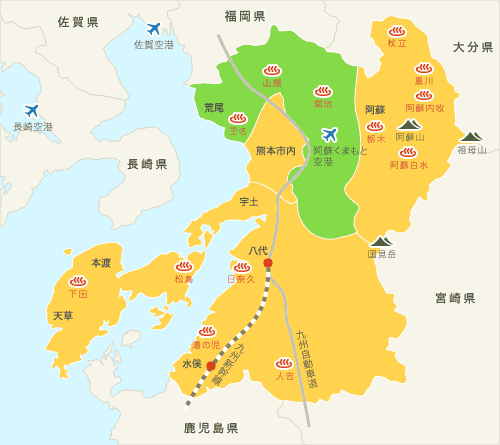 福岡県
佐賀県
佐賀空港
大分県
杖立
山鹿
黒川
菊池
阿蘇内牧
荒尾
阿蘇
長崎空港
玉名
栃木
阿蘇山
祖母山
熊本市内
阿蘇くまもと
空港
阿蘇白水
長崎県
宇土
国見岳
八代
本渡
松島
日奈久
下田
宮崎県
天草
湯の児
九州新幹線
九州自動車道
水俣
人吉
鹿児島県